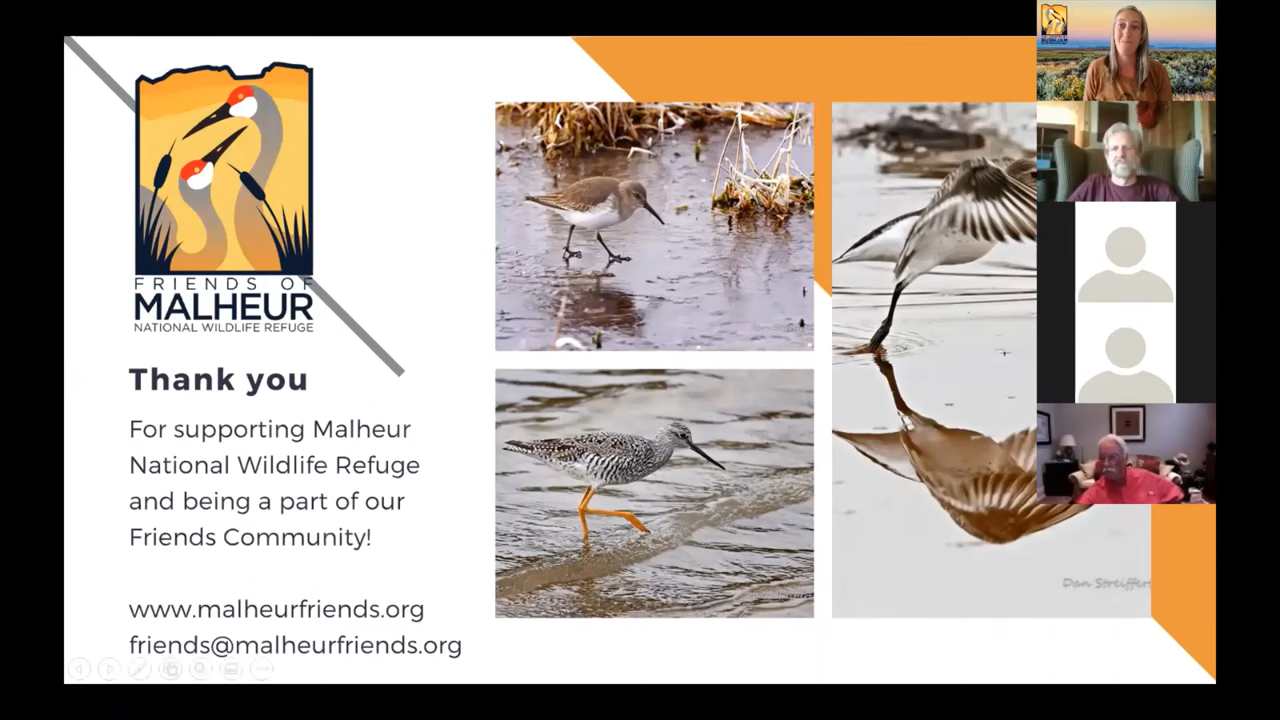 FRIENDS OF
MALHEUR
NATIONAL WILDLIFE REFUGE
Thank you
For supporting Malheur
National Wildlife Refuge
and being a part of our
Friends Community!
www.malheurfriends.org
friends@malheurfriends.org
Dan Streiffert